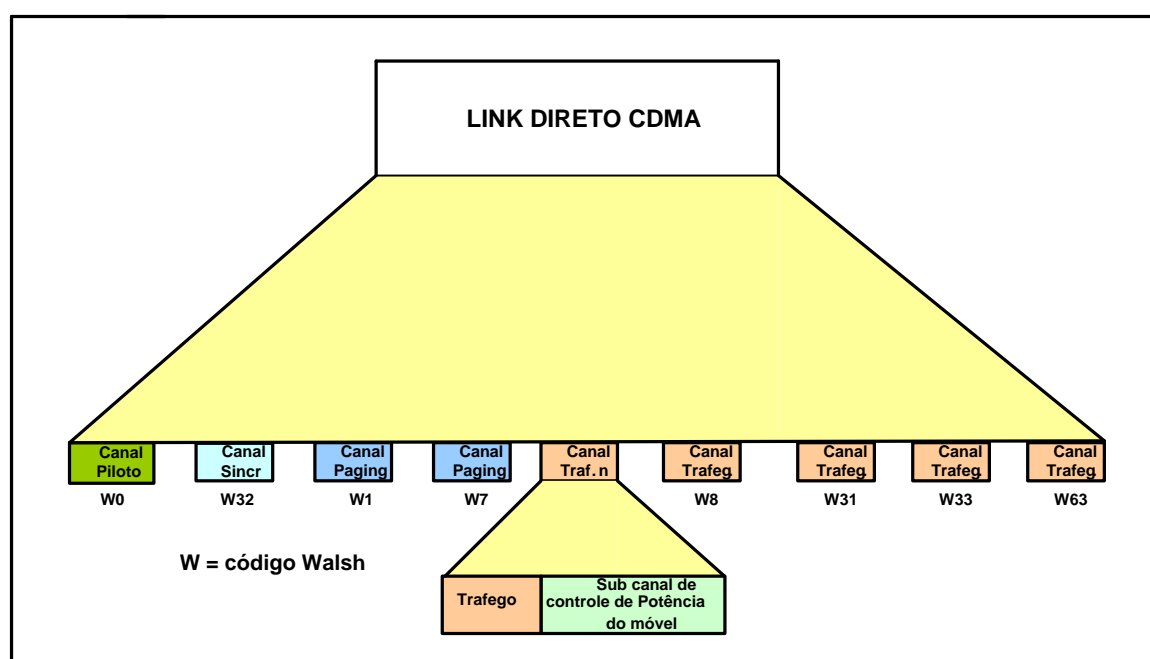 LINK DIRETO CDMA
Canal
Piloto
Canal
Sincr
Canal
Paging
Canal
Paging
Canal
Traf. n
Canal
Trafeg
Canal
Trafeg
Canal
Trafeg
Canal
Trafeg
W0
W32
W1
W7
W8
W31
W33
W63
W = código Walsh
Trafego
Sub canal de
controle de Potência
do móvel